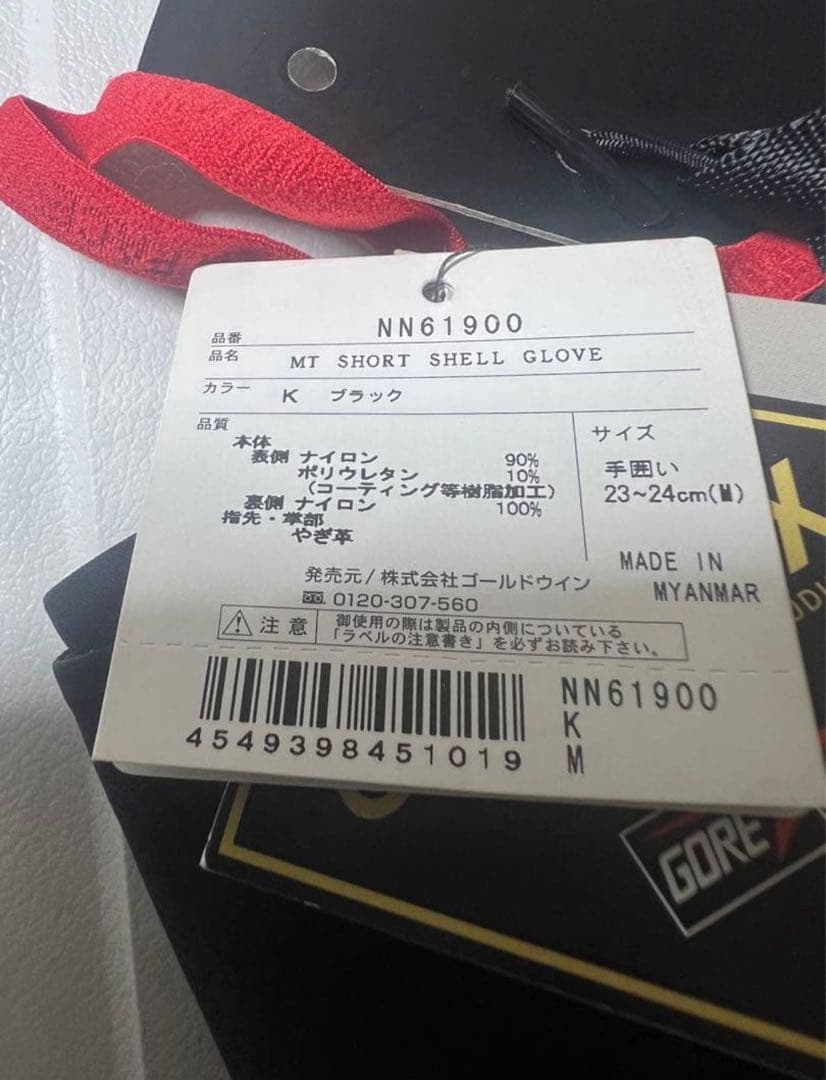 品番 NN61900
品名 MT SHORT SHELL GLOVE
カラー K ブラック
品質
本体
表側 ナイロン 90%
ポリウレタン 10%
(コーティング等樹脂加工)
裏側 ナイロン 100%
指先・掌部
やぎ革
サイズ
手囲い
23~24cm(M)
MADE IN
MYANMAR
発売元/株式会社ゴールドウイン
0120-307-560
注意 御使用の際は製品の内側についている
「ラベルの注意書き」を必ずお読み下さい。
4549398451019
NN61900
K
M
X
GORE